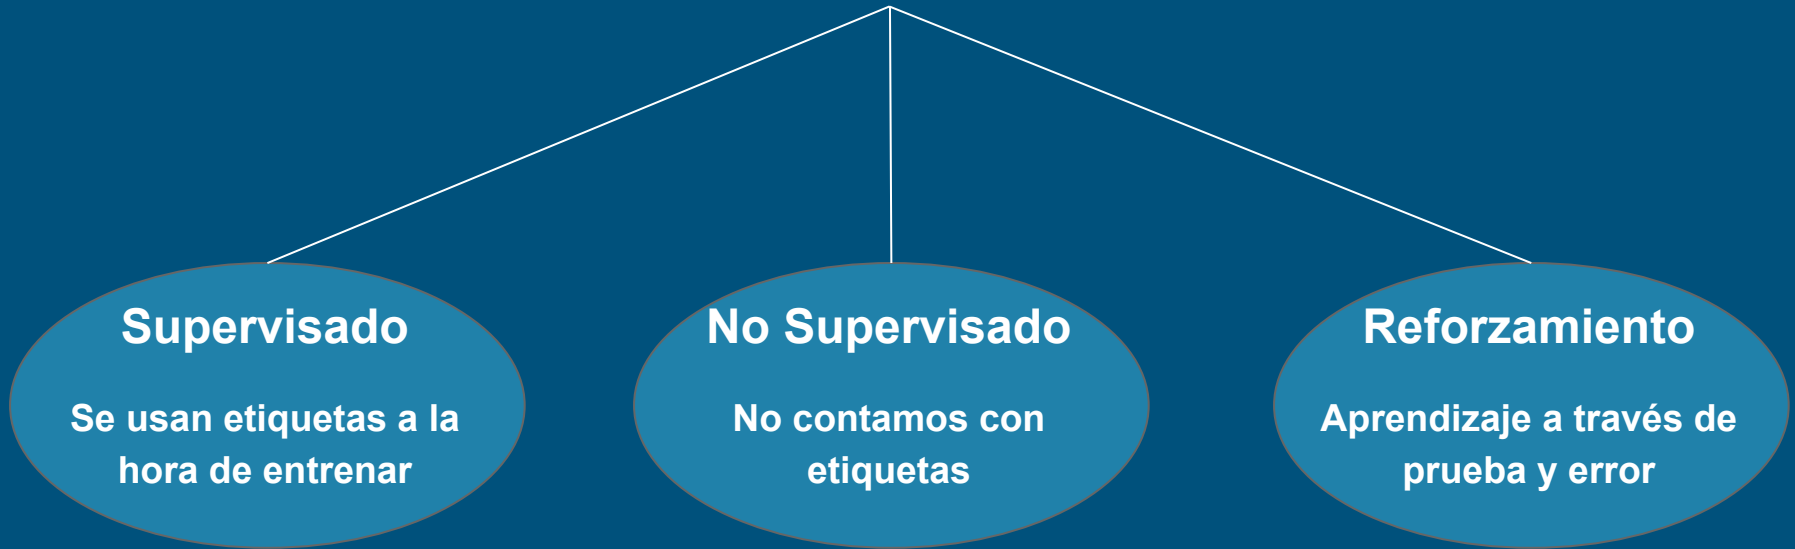 Supervisado
Se usan etiquetas a la
hora de entrenar
No Supervisado
No contamos con
etiquetas
Reforzamiento
Aprendizaje a través de
prueba y error